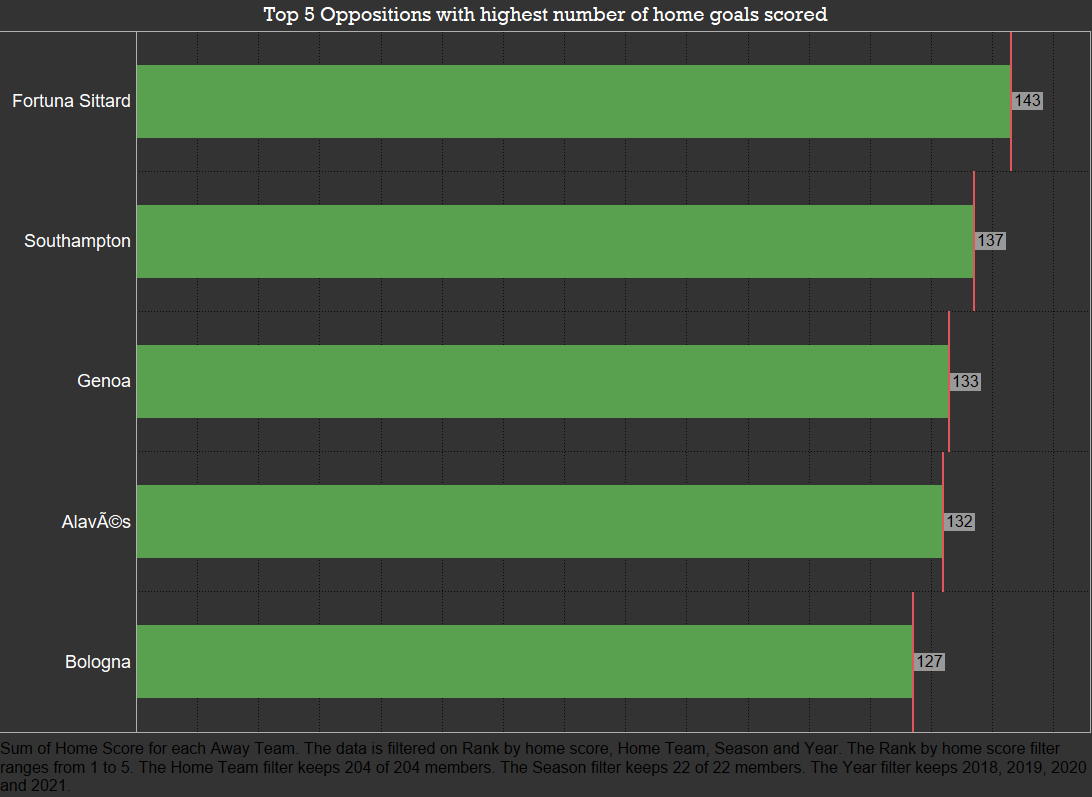 Top 5 Oppositions with highest number of home goals scored
Fortuna Sittard
143
Southampton
137
Genoa
133
AlavÃ©s
132
Bologna
127
Sum of Home Score for each Away Team. The data is filtered on Rank by home score, Home Team, Season and Year. The Rank by home score filter
ranges from 1 to 5. The Home Team filter keeps 204 of 204 members. The Season filter keeps 22 of 22 members. The Year filter keeps 2018, 2019, 2020
and 2021.